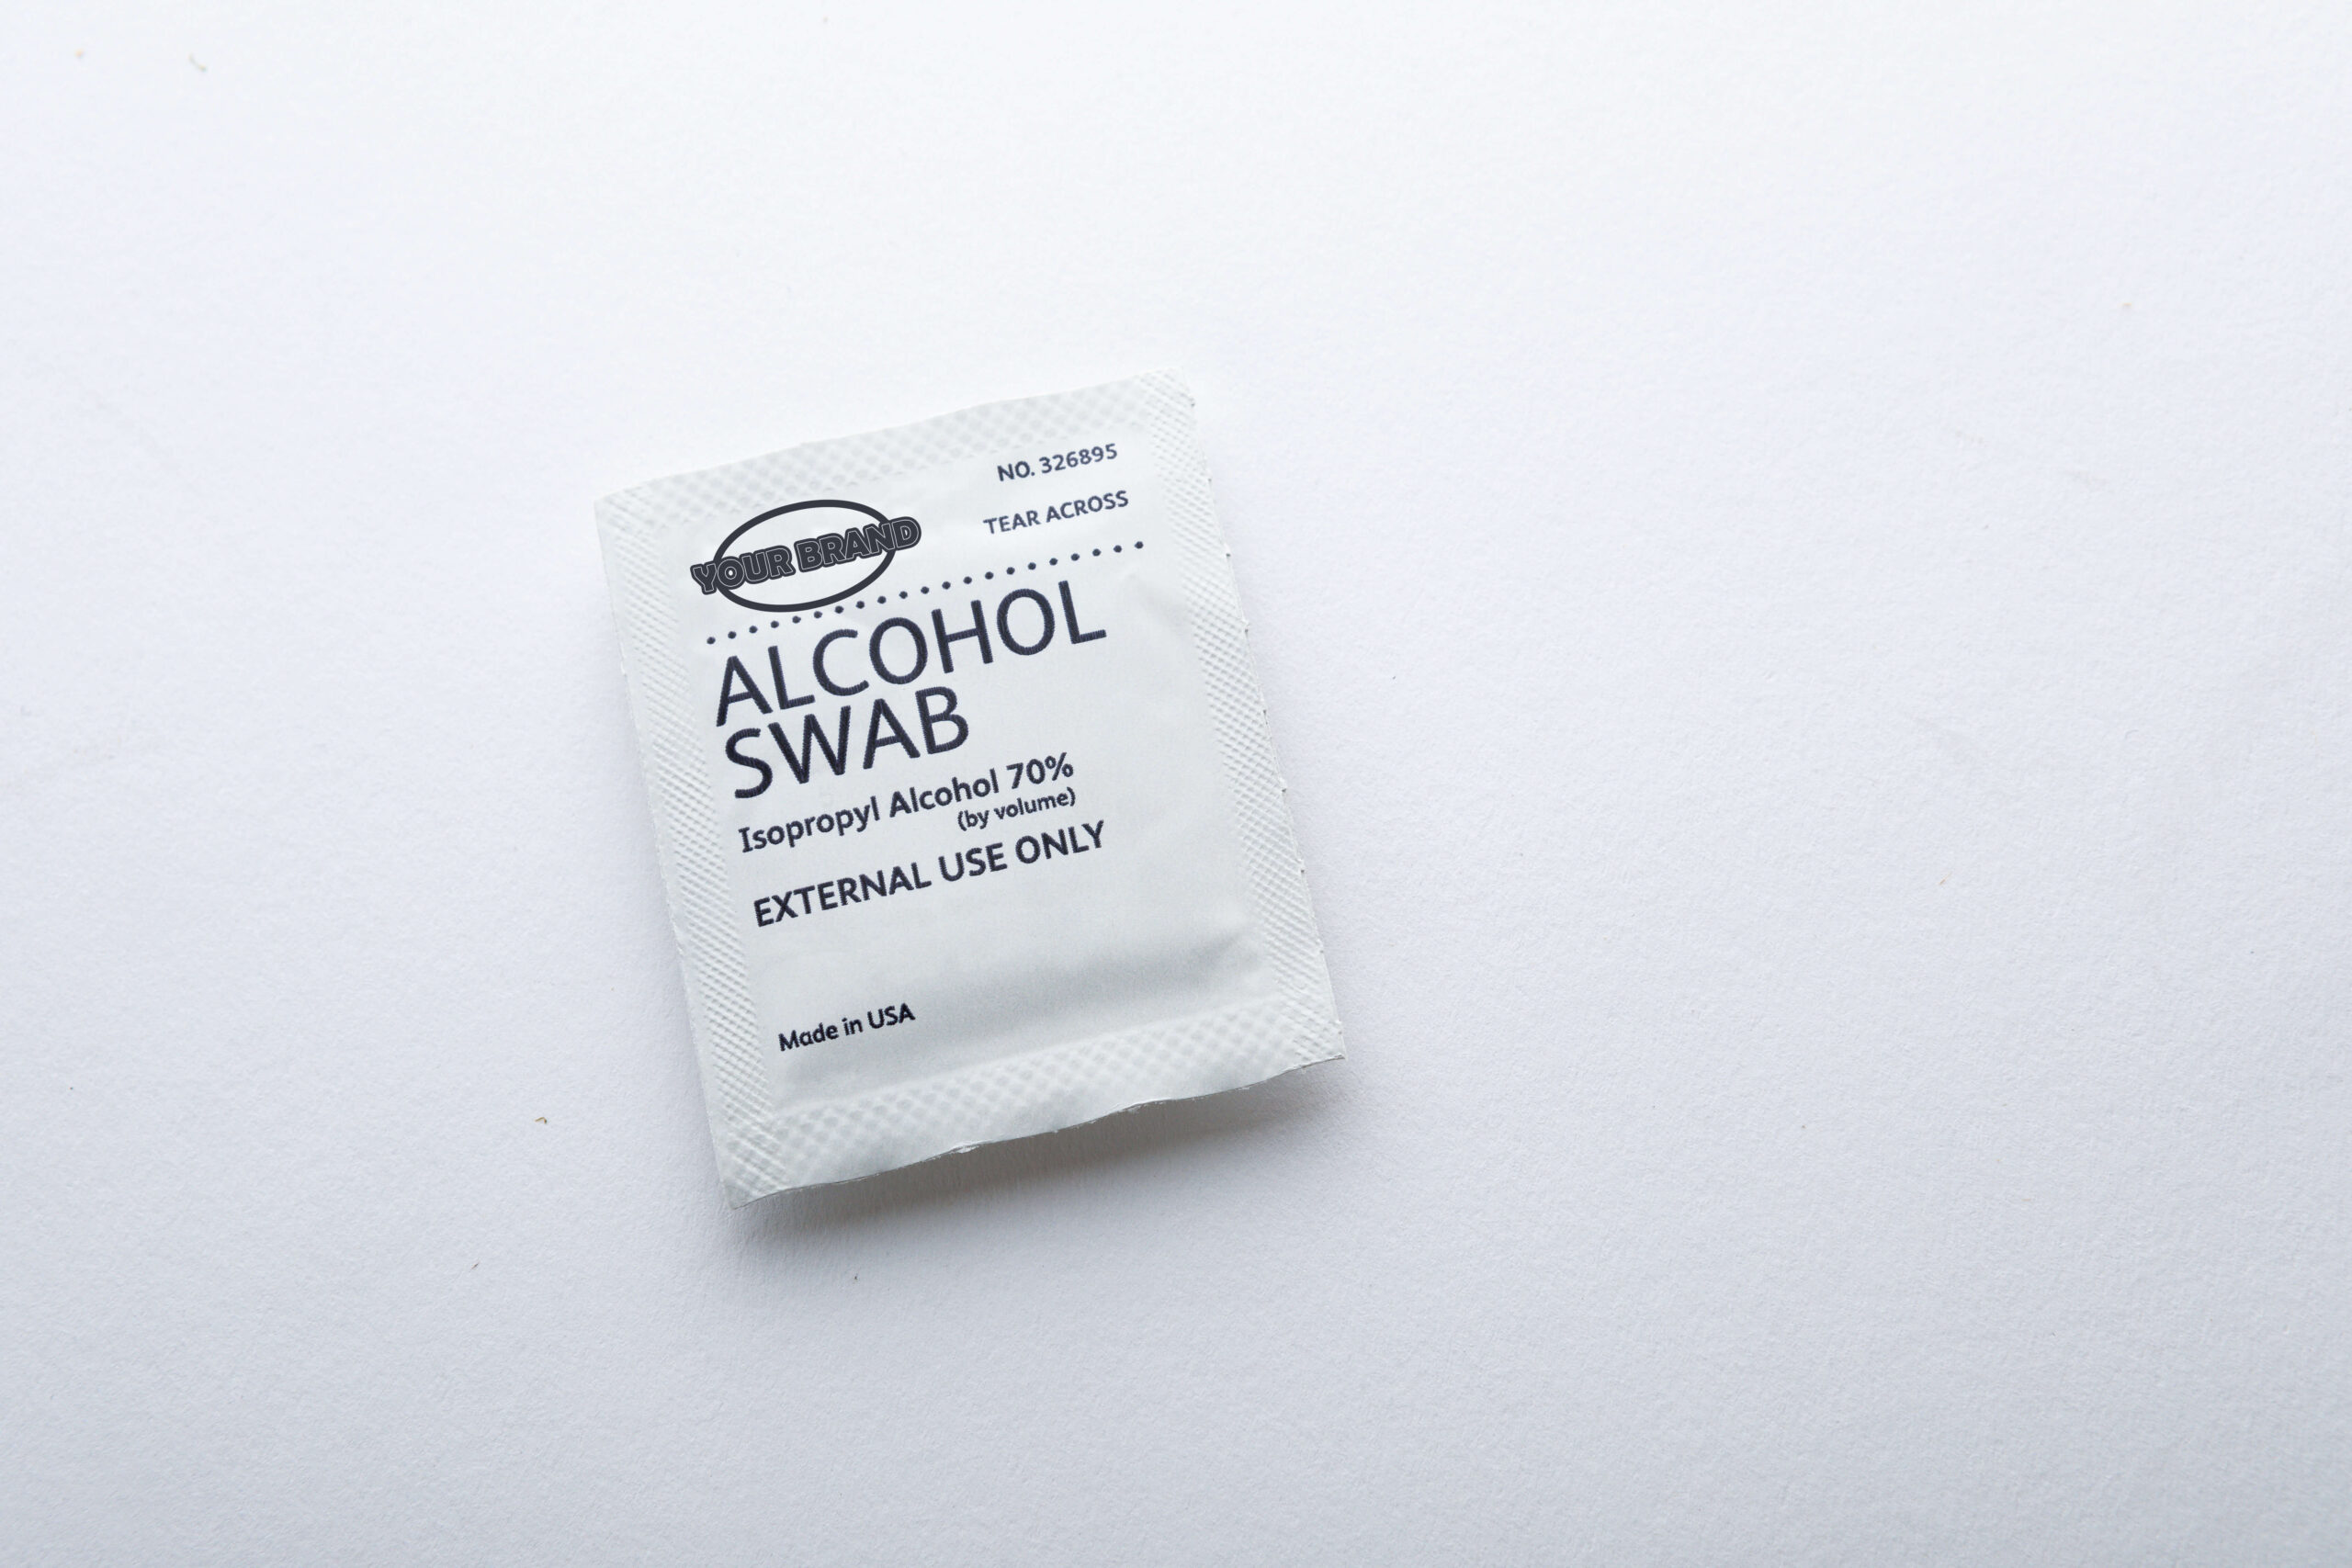 NO. 326895
TEAR ACROSS
YOUR BRAND
ALCOHOL
SWAB
Isopropyl Alcohol 70%
(by volume)
EXTERNAL USE ONLY
Made in USA